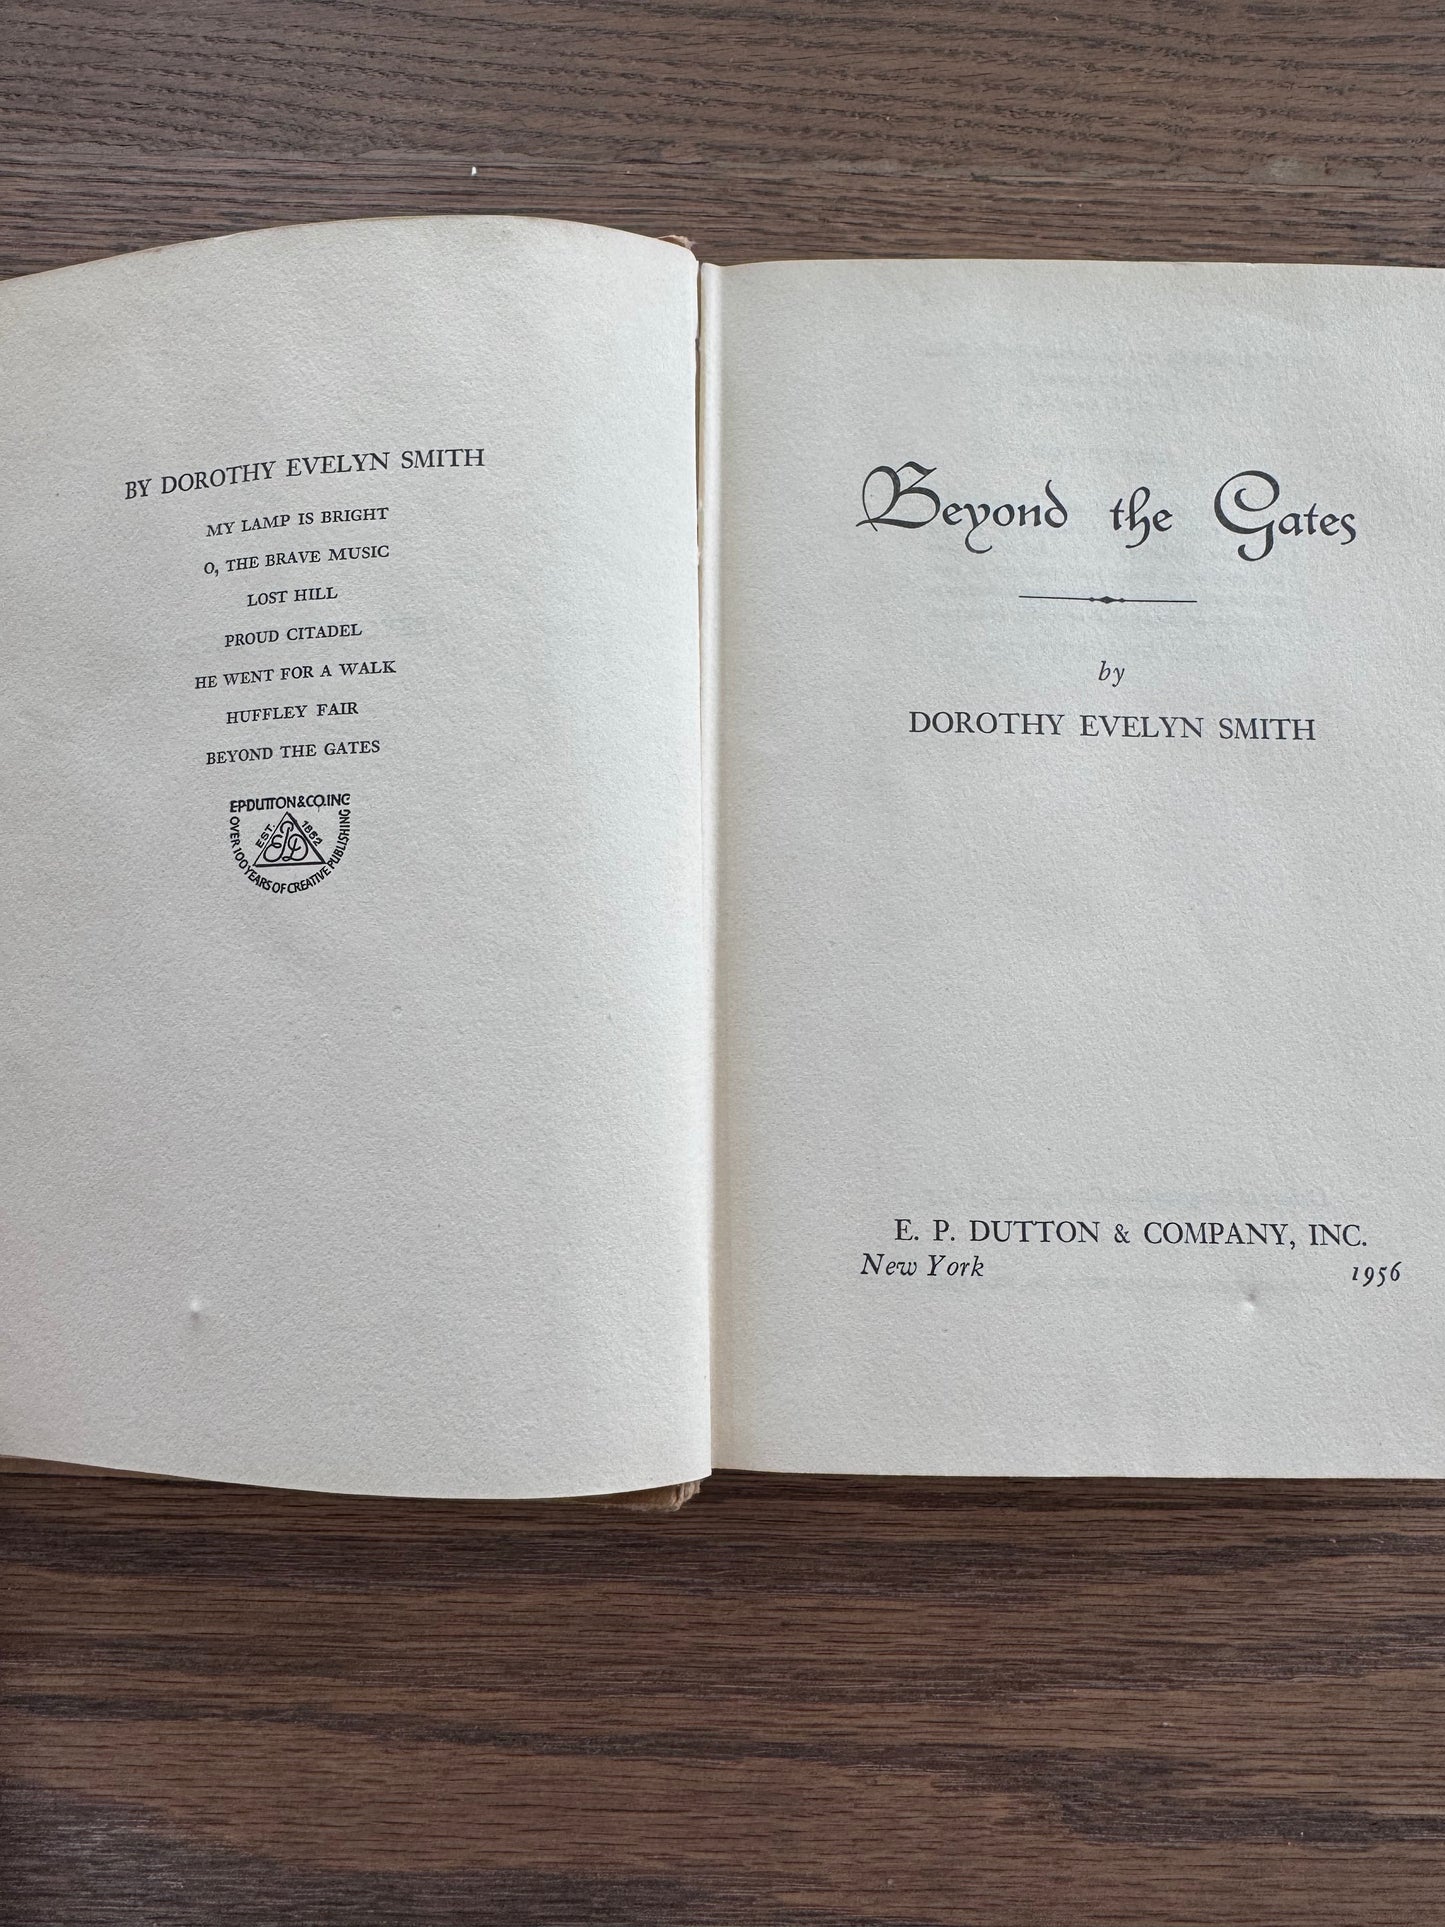 BY DOROTHY EVELYN SMITH
MY LAMP IS BRIGHT
O, THE BRAVE MUSIC
LOST HILL
PROUD CITADEL
HE WENT FOR A WALK
HUFFLEY FAIR
BEYOND THE GATES
E·P·DUTTON & CO. INC
EST. 1852
EPD
OVER 100 YEARS OF CREATIVE PUBLISHING
Beyond the Gates
by
DOROTHY EVELYN SMITH
E. P. DUTTON & COMPANY, INC.
New York 1956